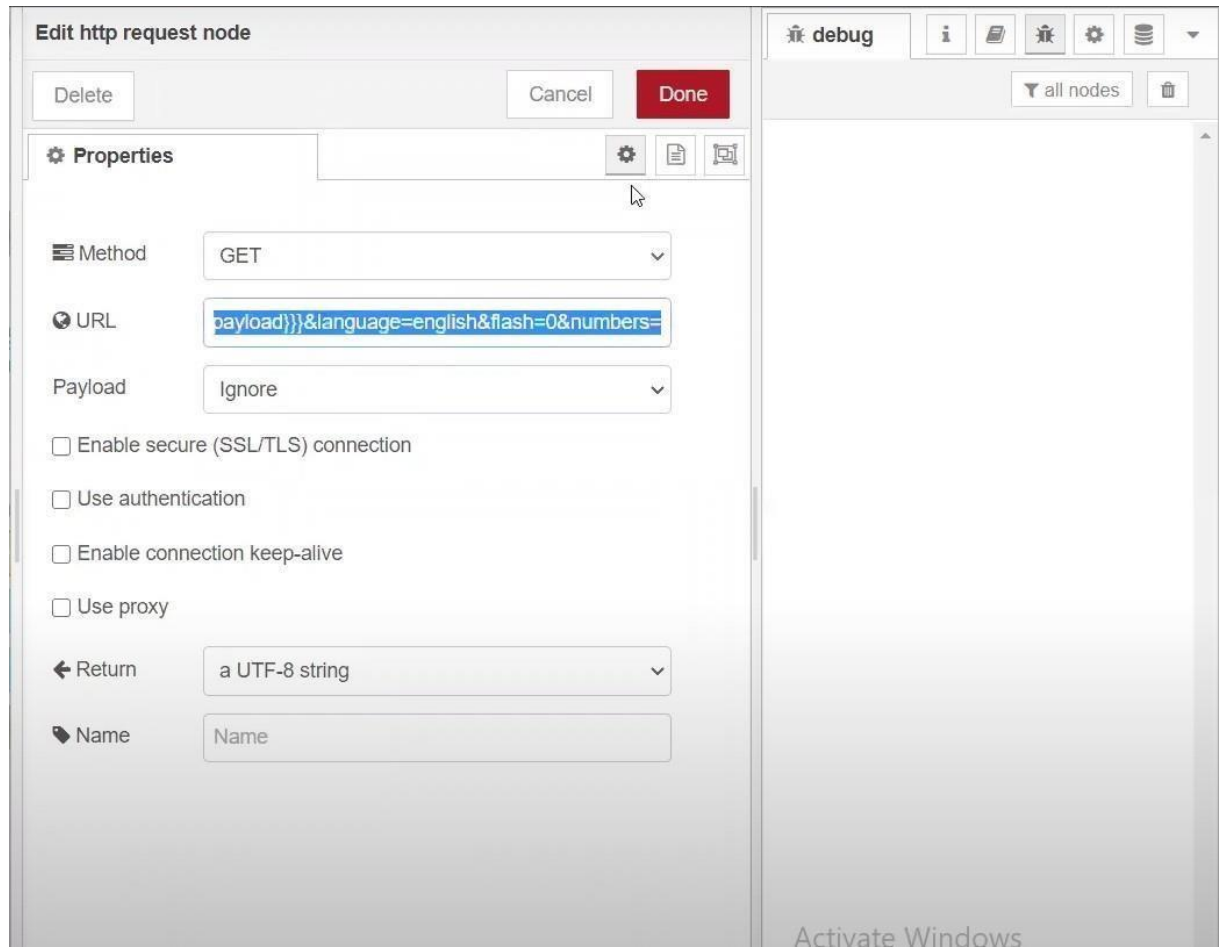 Edit http request node
debug
i
Delete
Cancel
Done
all nodes
Properties
Method
GET
URL
payload}}}&language=english&flash=0&numbers=
Payload
Ignore
Enable secure (SSL/TLS) connection
Use authentication
Enable connection keep-alive
Use proxy
Return
a UTF-8 string
Name
Name
Activate Windows